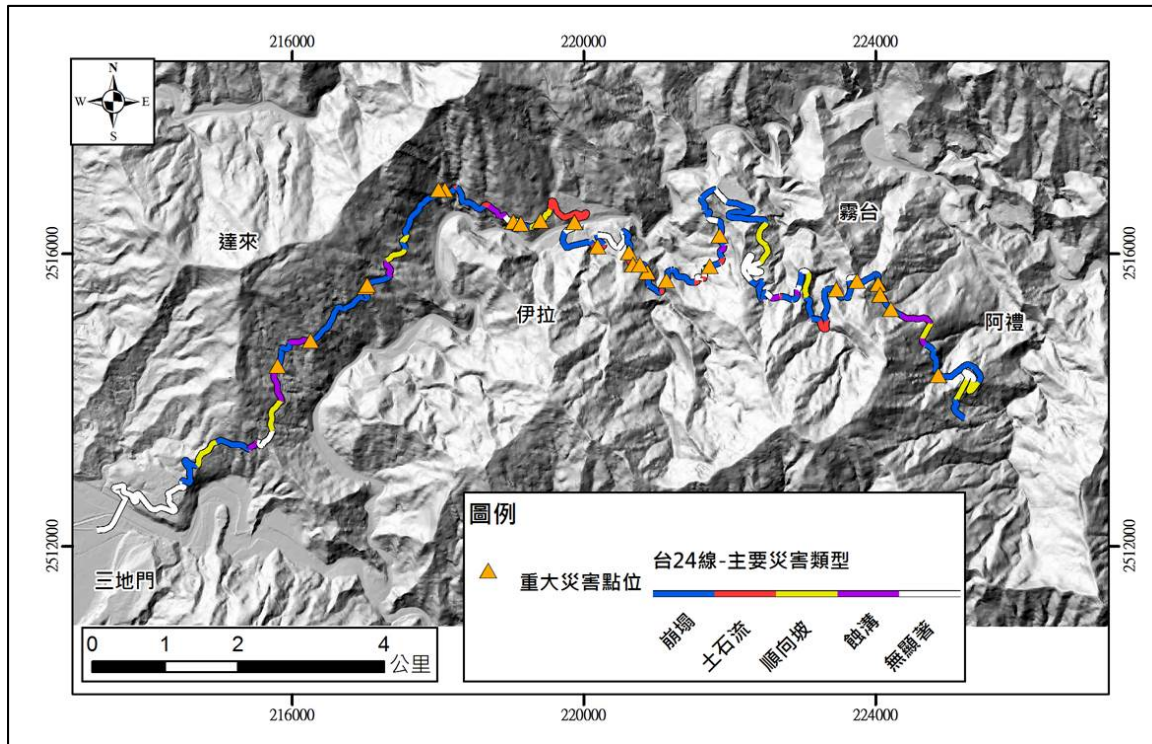 216000
220000
224000
N
W
E
S
霧台
達來
2516000
2516000
伊拉
阿禮
圖例
台24線-主要災害類型
重大災害點位
崩塌
土石流
順向坡
蝕溝
無顯著
2512000
2512000
三地門
0
1
2
4
公里
216000
220000
224000